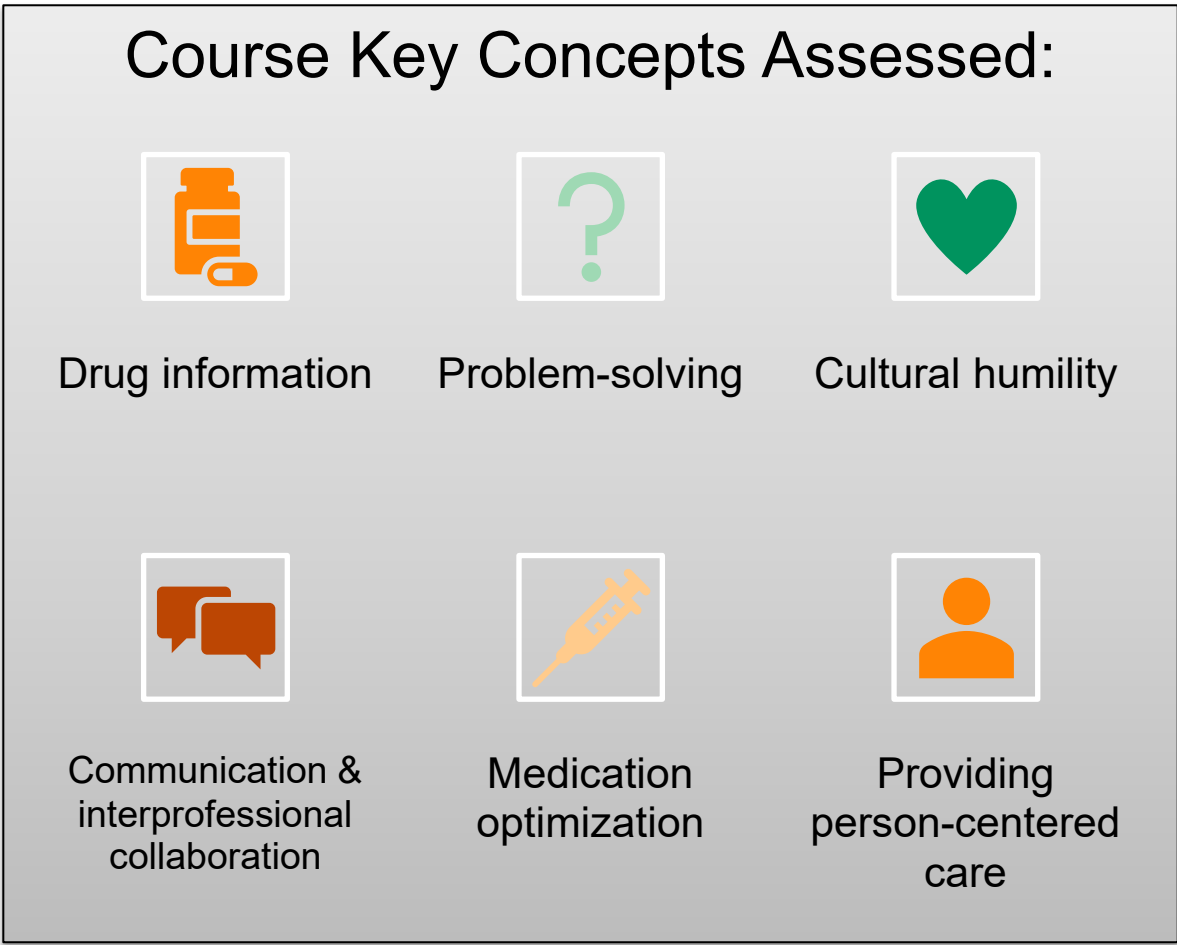 Course Key Concepts Assessed:
Drug information
Problem-solving
Cultural humility
Communication &
interprofessional
collaboration
Medication
optimization
Providing
person-centered
care